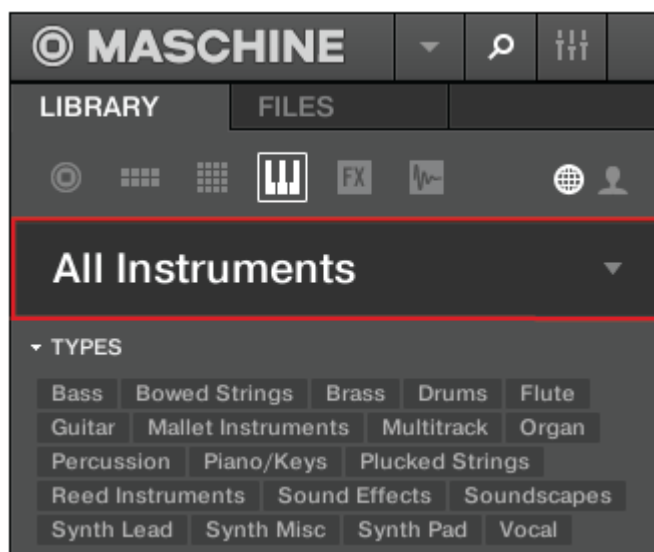 MASCHINE
LIBRARY FILES
FX
All Instruments
TYPES
Bass Bowed Strings Brass Drums Flute
Guitar Mallet Instruments Multitrack Organ
Percussion Piano/Keys Plucked Strings
Reed Instruments Sound Effects Soundscapes
Synth Lead Synth Misc Synth Pad Vocal